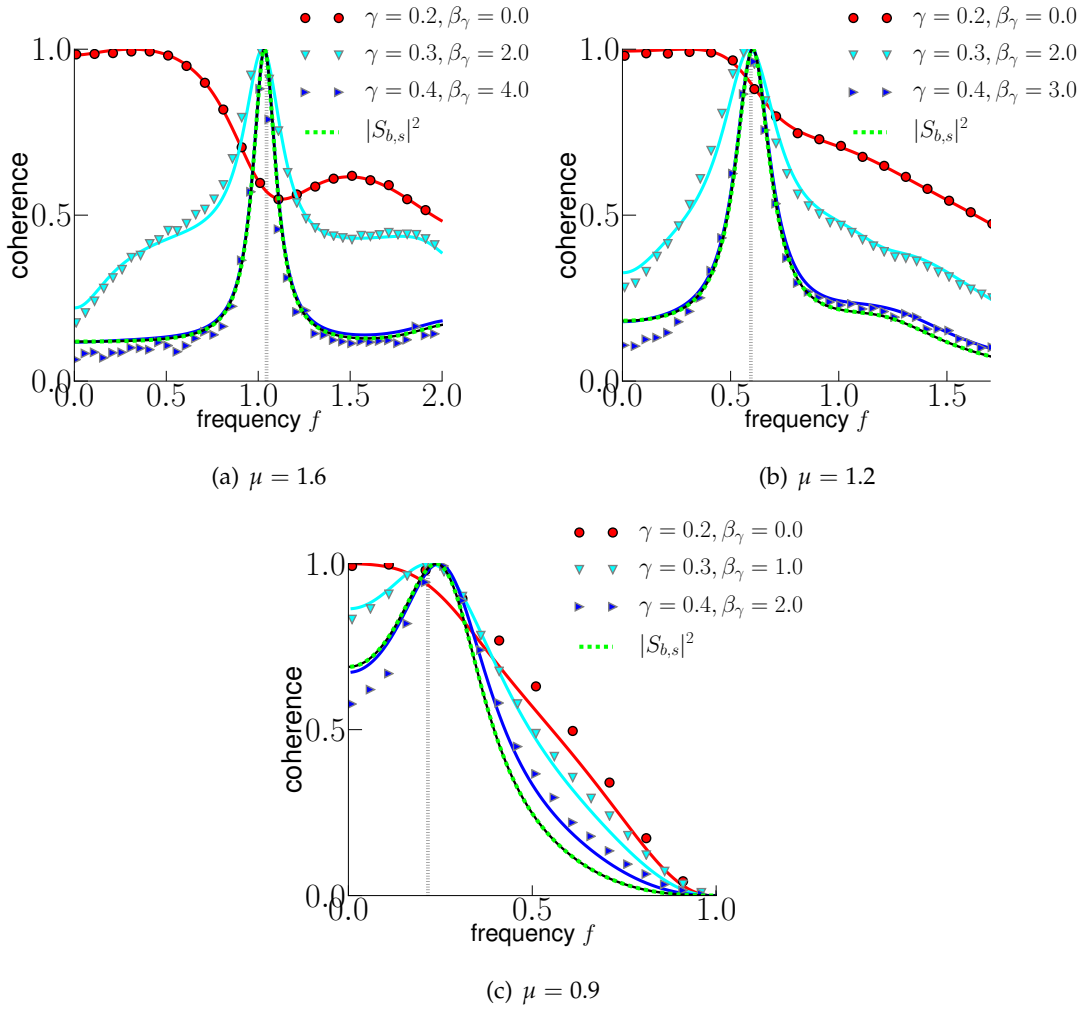 γ = 0.2, β_γ = 0.0
γ = 0.3, β_γ = 2.0
γ = 0.4, β_γ = 4.0
|S_{b,s}|^2
coherence
1.0
0.5
0.0
0.0 0.5 1.0 1.5 2.0
frequency f
(a) μ = 1.6
γ = 0.2, β_γ = 0.0
γ = 0.3, β_γ = 2.0
γ = 0.4, β_γ = 3.0
|S_{b,s}|^2
coherence
1.0
0.5
0.0
0.0 0.5 1.0 1.5
frequency f
(b) μ = 1.2
γ = 0.2, β_γ = 0.0
γ = 0.3, β_γ = 1.0
γ = 0.4, β_γ = 2.0
|S_{b,s}|^2
coherence
1.0
0.5
0.0
0.0 0.5 1.0
frequency f
(c) μ = 0.9